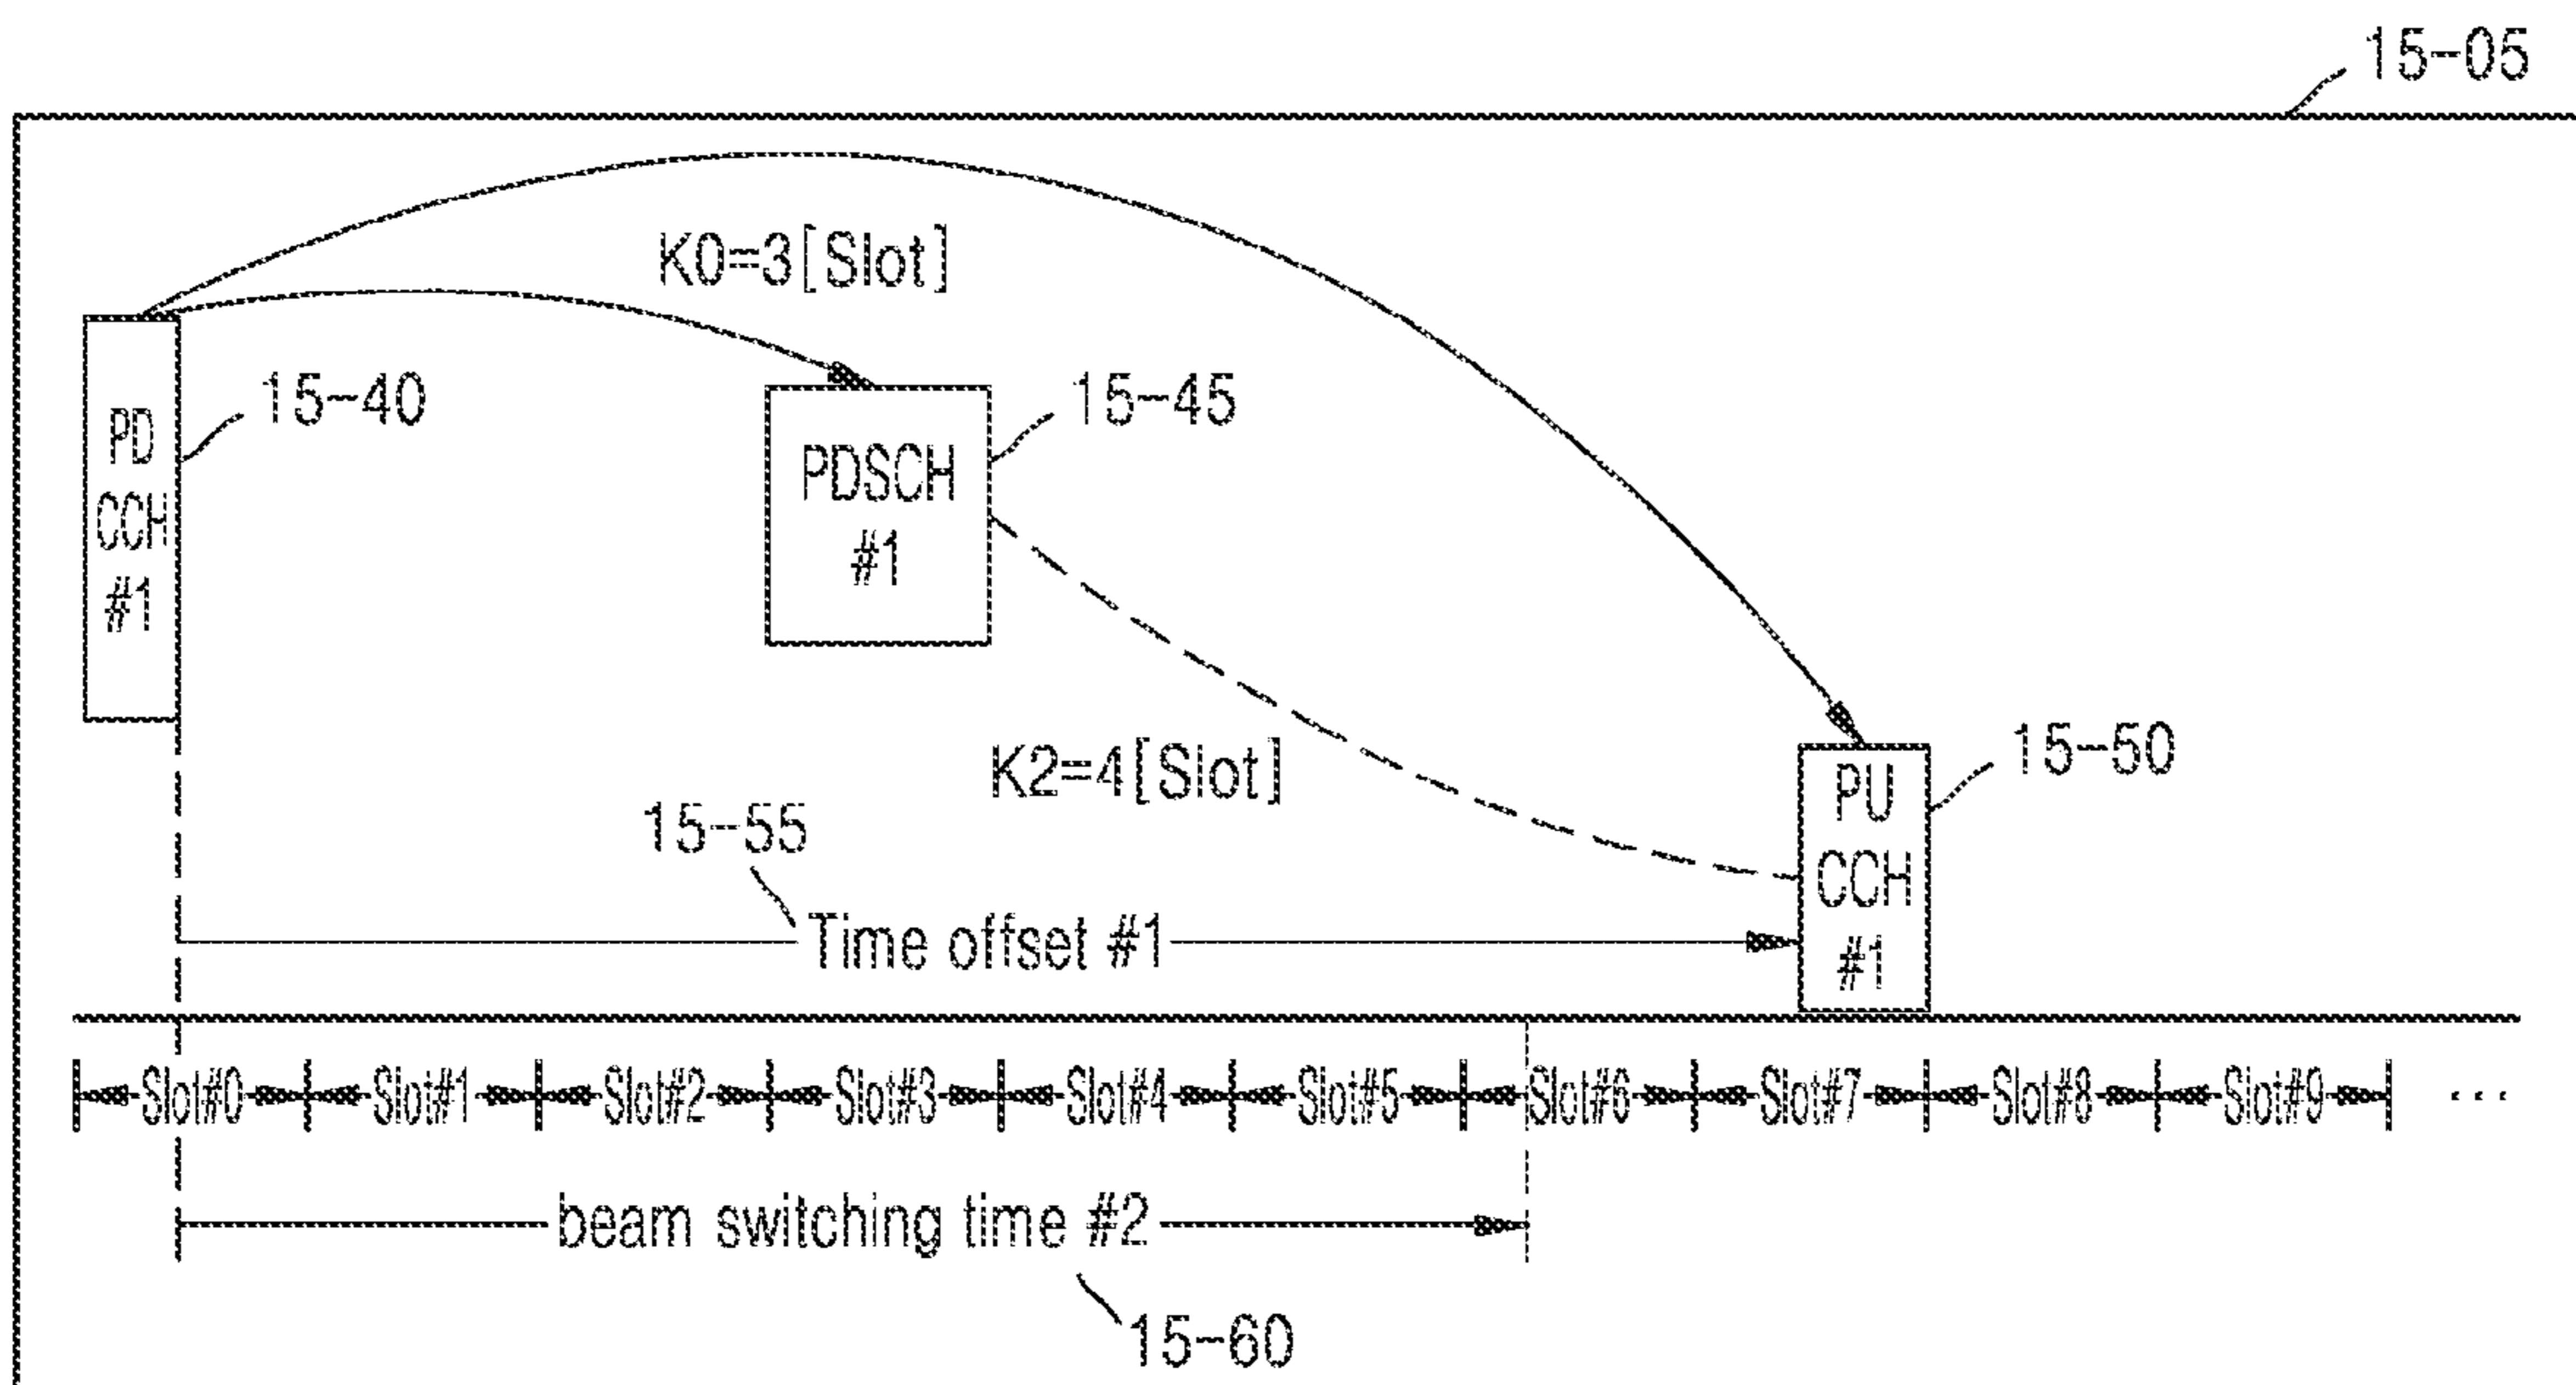 15-05
K0=3[Slot]
15-40
15-45
PD
CCH
#1
PDSCH
#1
K2=4[Slot]
15-50
PU
CCH
#1
15-55
Time offset #1
Slot#0 Slot#1 Slot#2 Slot#3 Slot#4 Slot#5 Slot#6 Slot#7 Slot#8 Slot#9 ...
beam switching time #2
15-60